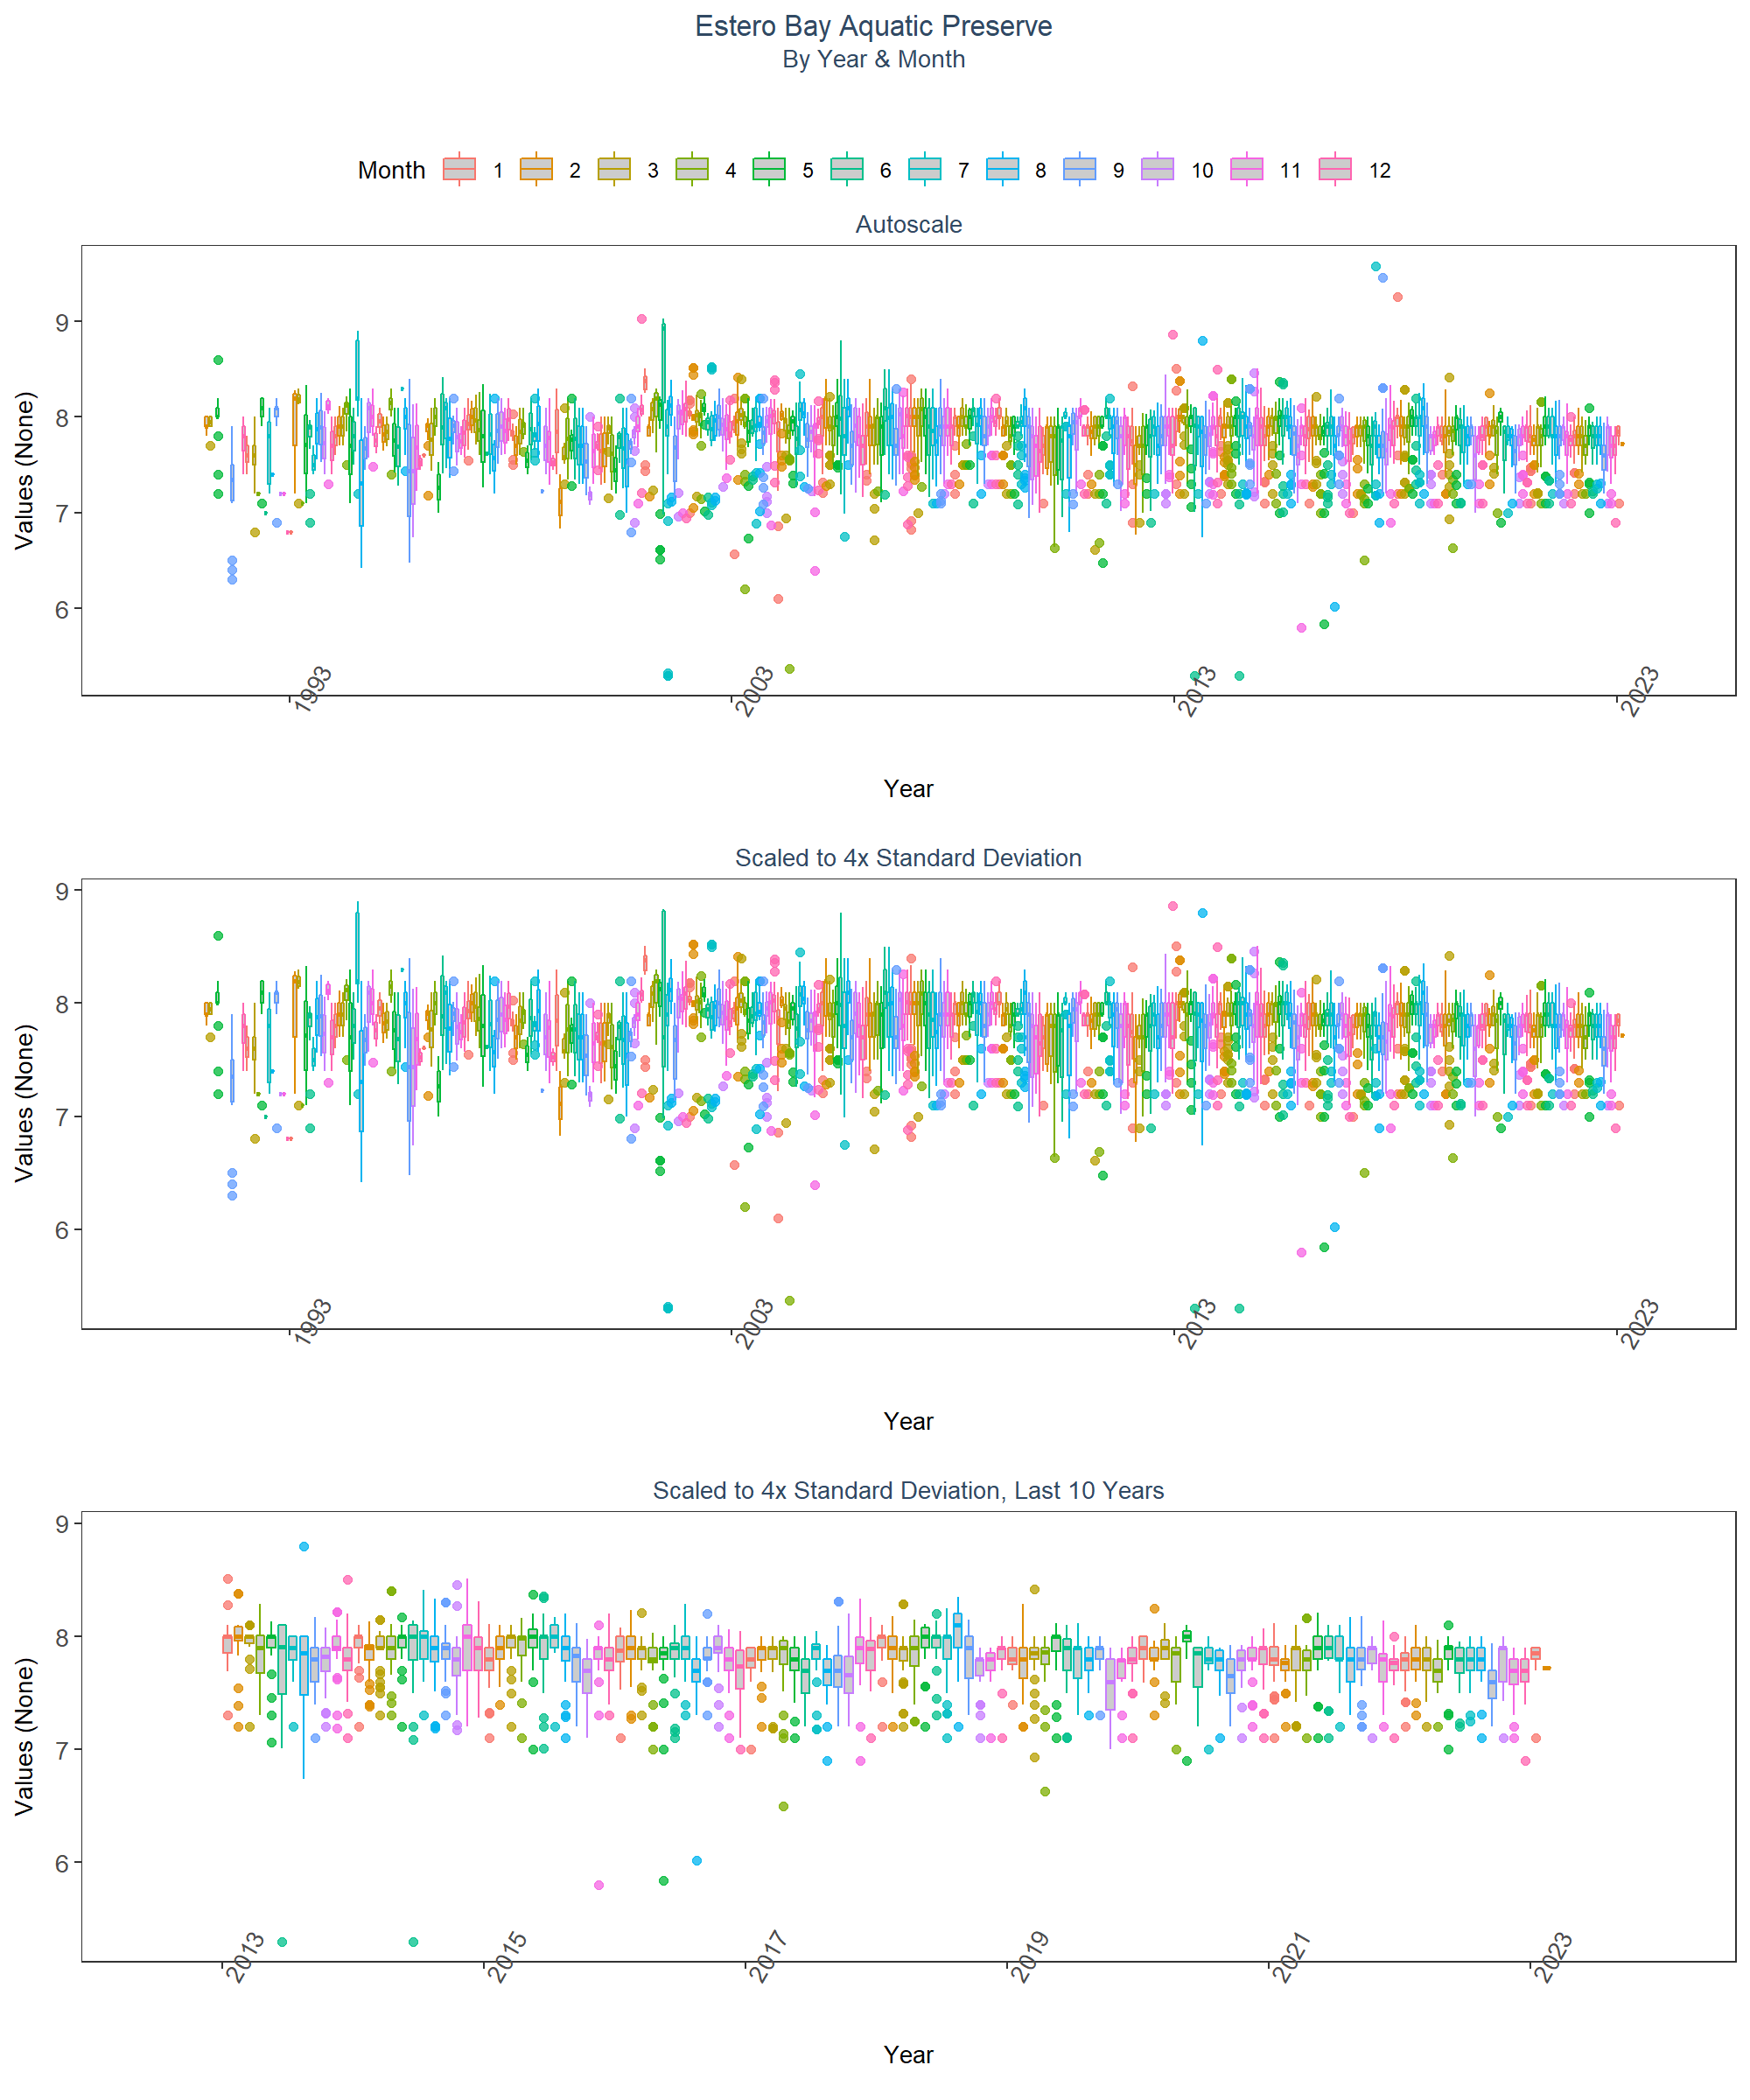 Estero Bay Aquatic Preserve
By Year & Month
Month 1 2 3 4 5 6 7 8 9 10 11 12
Autoscale
Values (None)
9
8
7
6
1993 2003 2013 2023
Year
Scaled to 4x Standard Deviation
Values (None)
9
8
7
6
1993 2003 2013 2023
Year
Scaled to 4x Standard Deviation, Last 10 Years
Values (None)
9
8
7
6
2013 2015 2017 2019 2021 2023
Year